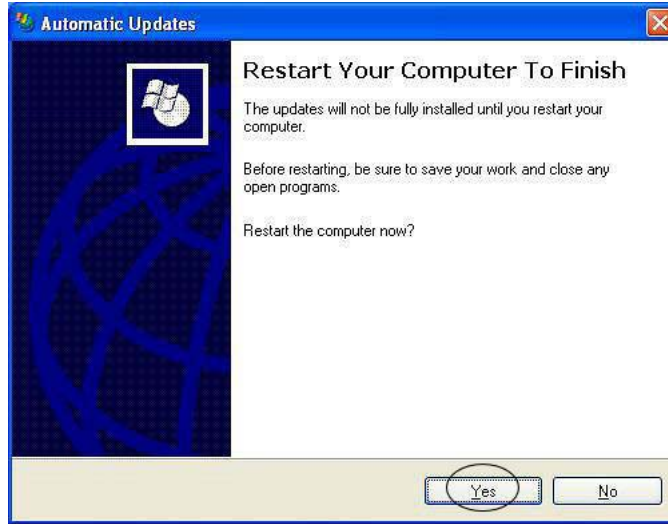 Automatic Updates
Restart Your Computer To Finish
The updates will not be fully installed until you restart your
computer.
Before restarting, be sure to save your work and close any
open programs.
Restart the computer now?
Yes
No